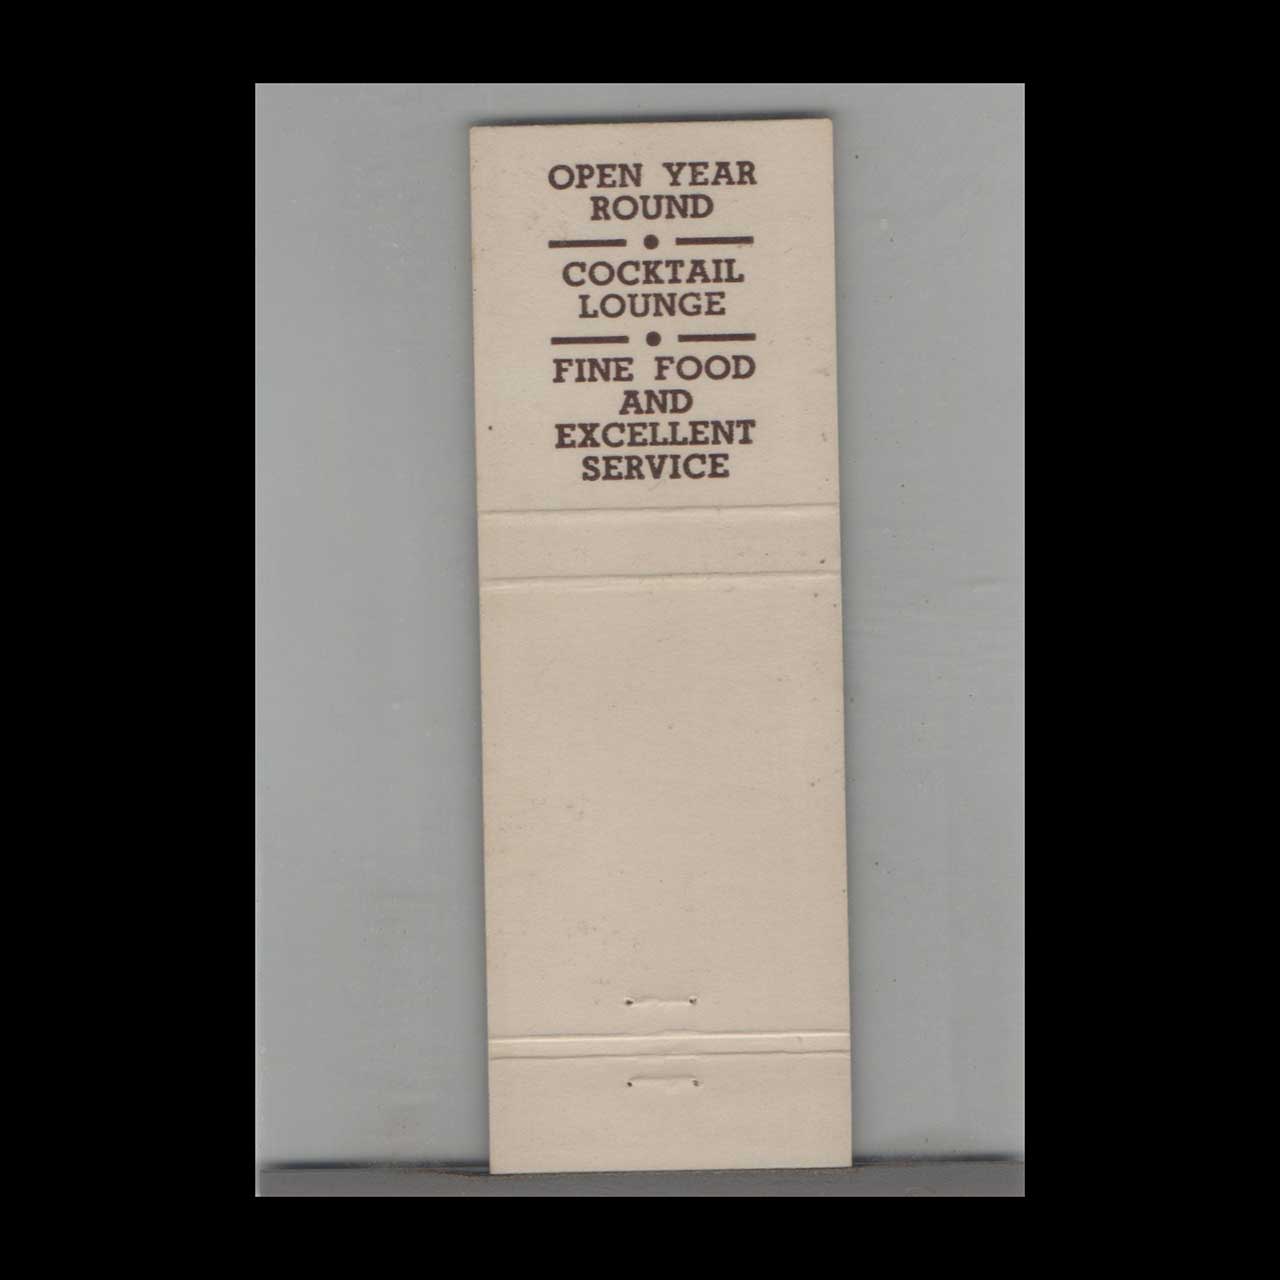 OPEN YEAR
ROUND
COCKTAIL
LOUNGE
FINE FOOD
AND
EXCELLENT
SERVICE